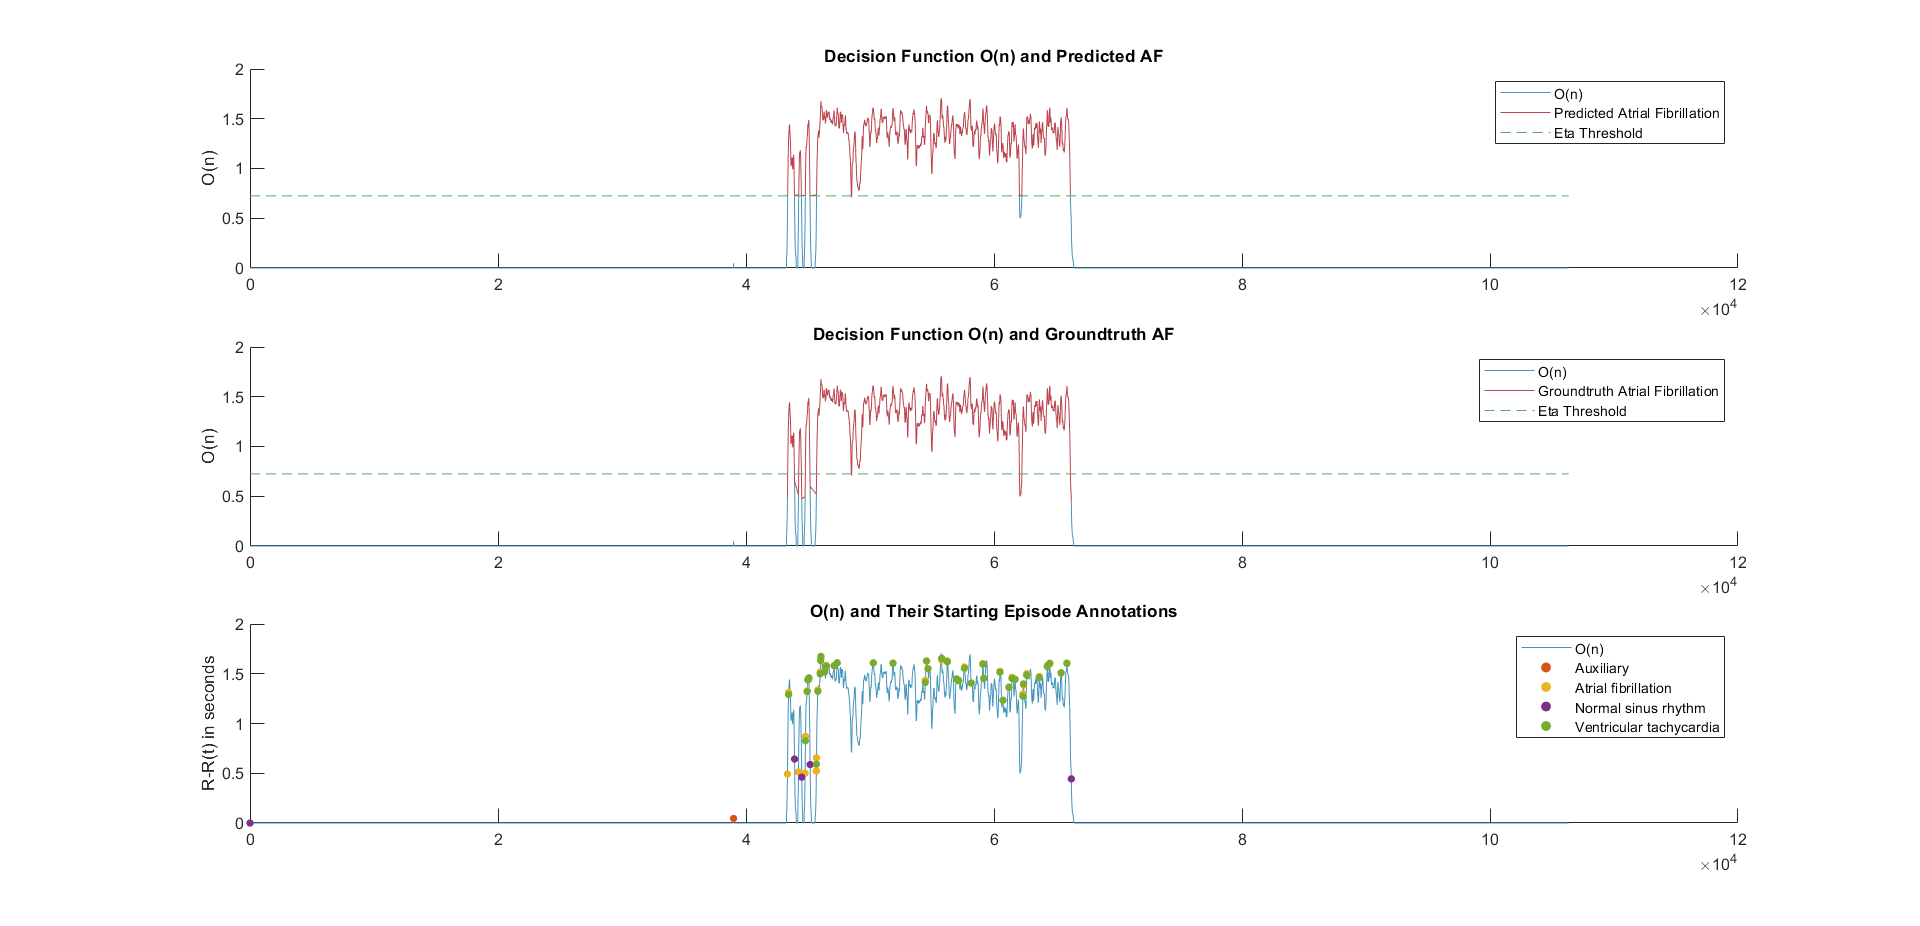 Decision Function O(n) and Predicted AF
2
1.5
1
0.5
0
O(n)
0 2 4 6 8 10 12
×10^4
O(n)
Predicted Atrial Fibrillation
Eta Threshold
Decision Function O(n) and Groundtruth AF
2
1.5
1
0.5
0
O(n)
0 2 4 6 8 10 12
×10^4
O(n)
Groundtruth Atrial Fibrillation
Eta Threshold
O(n) and Their Starting Episode Annotations
2
1.5
1
0.5
0
R-R(t) in seconds
0 2 4 6 8 10 12
×10^4
O(n)
Auxiliary
Atrial fibrillation
Normal sinus rhythm
Ventricular tachycardia